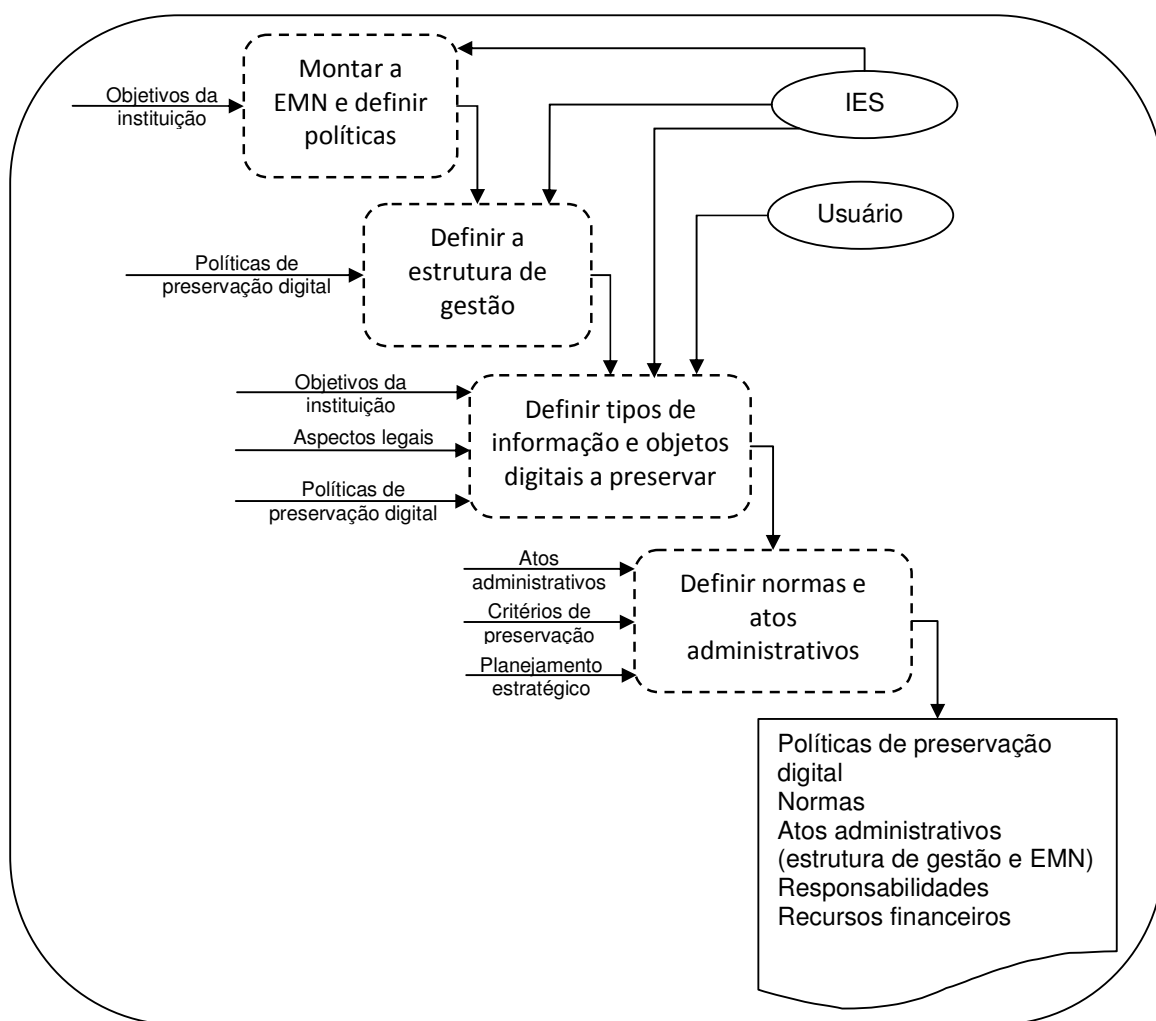 Montar a
EMN e definir
políticas
Objetivos da
instituição
IES
Usuário
Definir a
estrutura de
gestão
Políticas de
preservação digital
Objetivos da
instituição
Aspectos legais
Políticas de
preservação digital
Definir tipos de
informação e objetos
digitais a preservar
Atos
administrativos
Critérios de
preservação
Planejamento
estratégico
Definir normas e
atos
administrativos
Políticas de preservação
digital
Normas
Atos administrativos
(estrutura de gestão e EMN)
Responsabilidades
Recursos financeiros